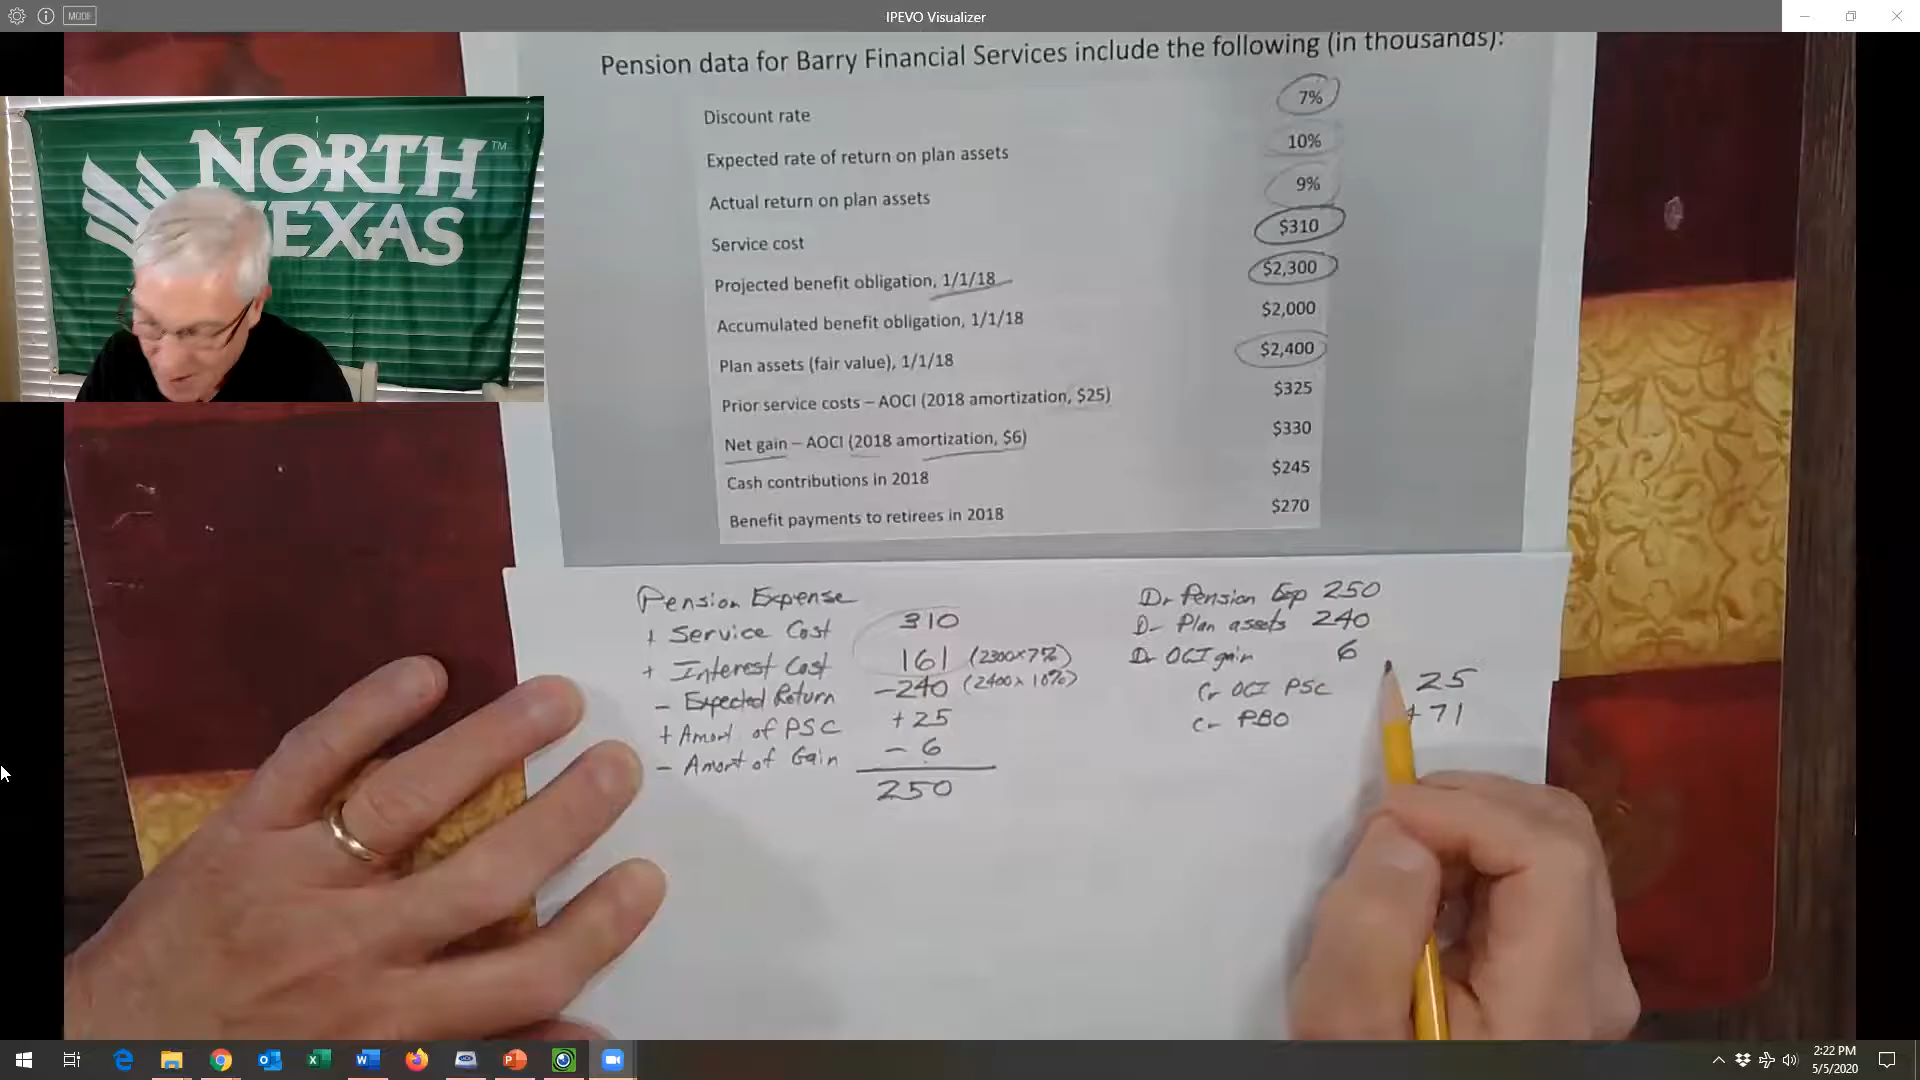 MODE
IPEVO Visualizer
NORTH TEXAS™
Pension data for Barry Financial Services include the following (in thousands):
Discount rate 7%
Expected rate of return on plan assets 10%
Actual return on plan assets 9%
Service cost $310
Projected benefit obligation, 1/1/18 $2,300
Accumulated benefit obligation, 1/1/18 $2,000
Plan assets (fair value), 1/1/18 $2,400
Prior service costs – AOCI (2018 amortization, $25) $325
Net gain – AOCI (2018 amortization, $6) $330
Cash contributions in 2018 $245
Benefit payments to retirees in 2018 $270
Pension Expense
+ Service Cost 310
+ Interest Cost 161 (2300x7%)
- Expected Return -240 (2400x10%)
+ Amort of PSC +25
- Amort of Gain - 6
250
Dr Pension Exp 250
Dr Plan assets 240
Dr OCI gain 6
Cr OCI PSC 25
Cr PBO 71
2:22 PM
5/5/2020